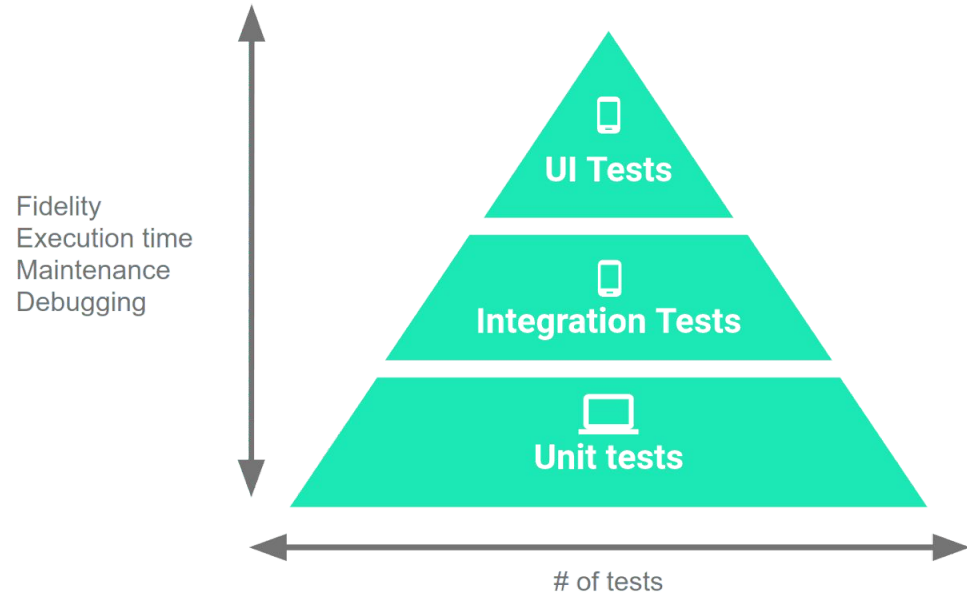 UI Tests
Fidelity
Execution time
Maintenance
Debugging
Integration Tests
Unit tests
# of tests